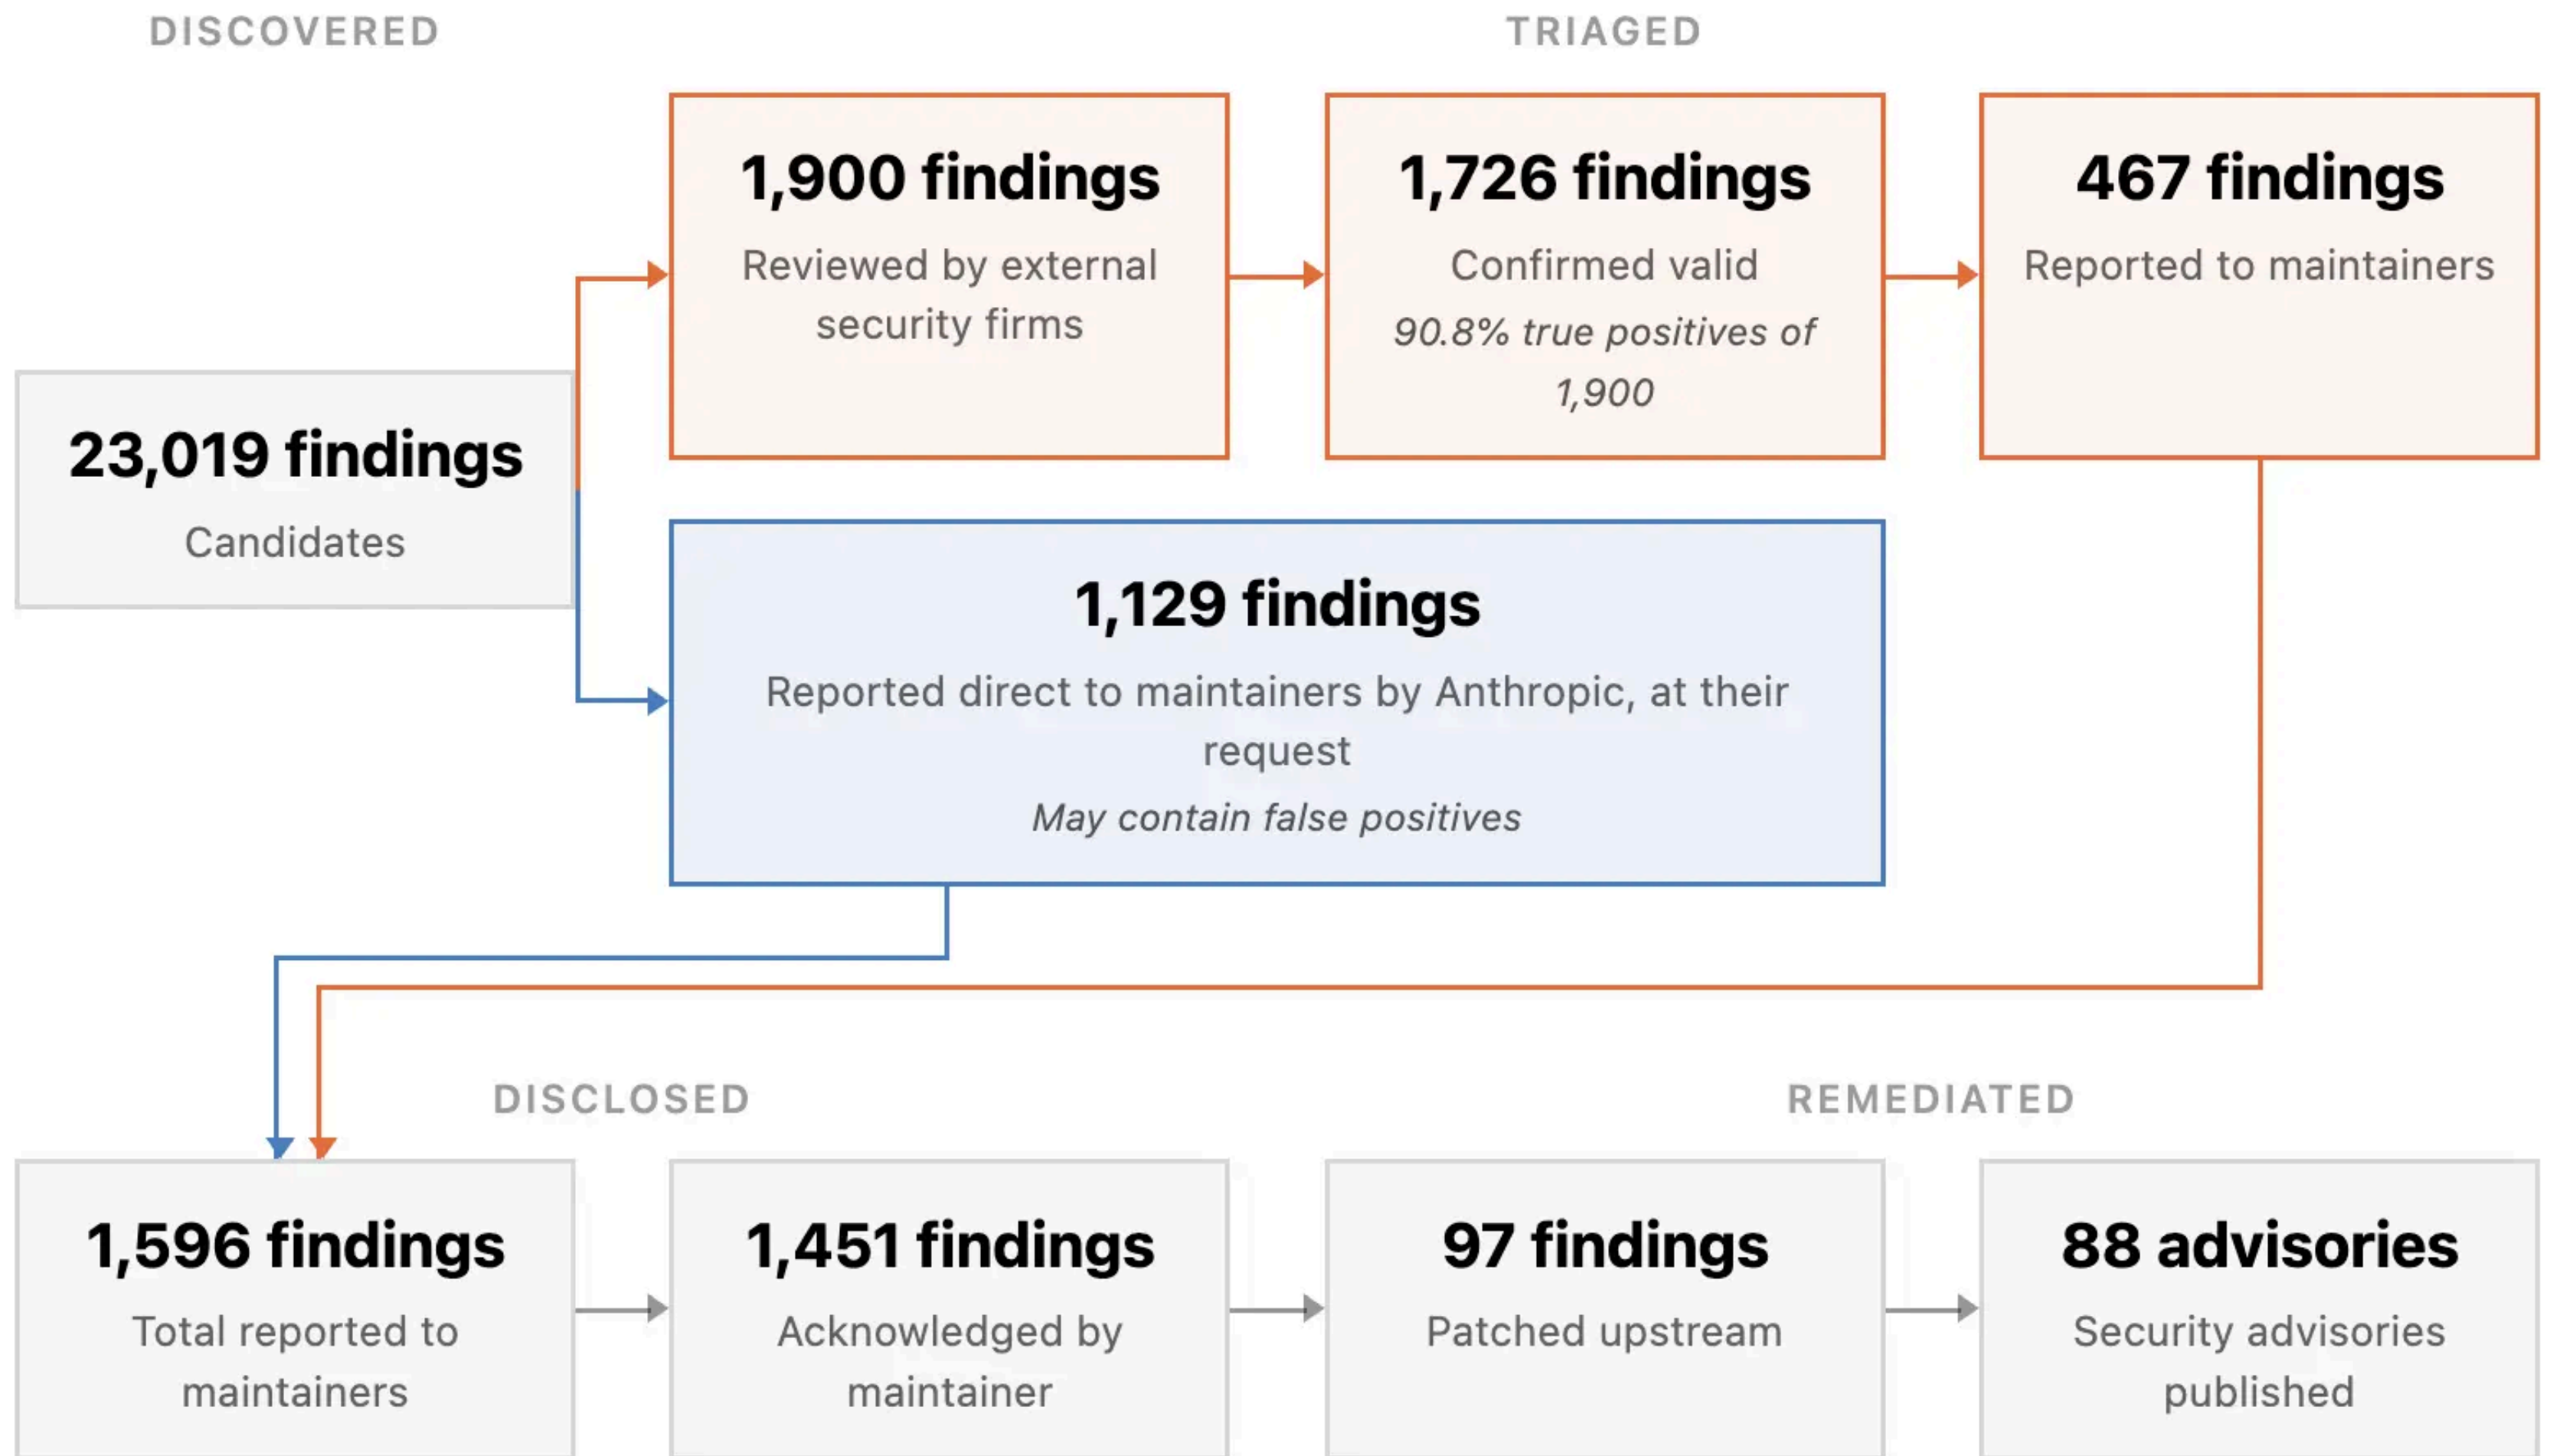 DISCOVERED
TRIAGED
1,900 findings
Reviewed by external
security firms
1,726 findings
Confirmed valid
90.8% true positives of
1,900
467 findings
Reported to maintainers
23,019 findings
Candidates
1,129 findings
Reported direct to maintainers by Anthropic, at their
request
May contain false positives
DISCLOSED
REMEDIATED
1,596 findings
Total reported to
maintainers
1,451 findings
Acknowledged by
maintainer
97 findings
Patched upstream
88 advisories
Security advisories
published